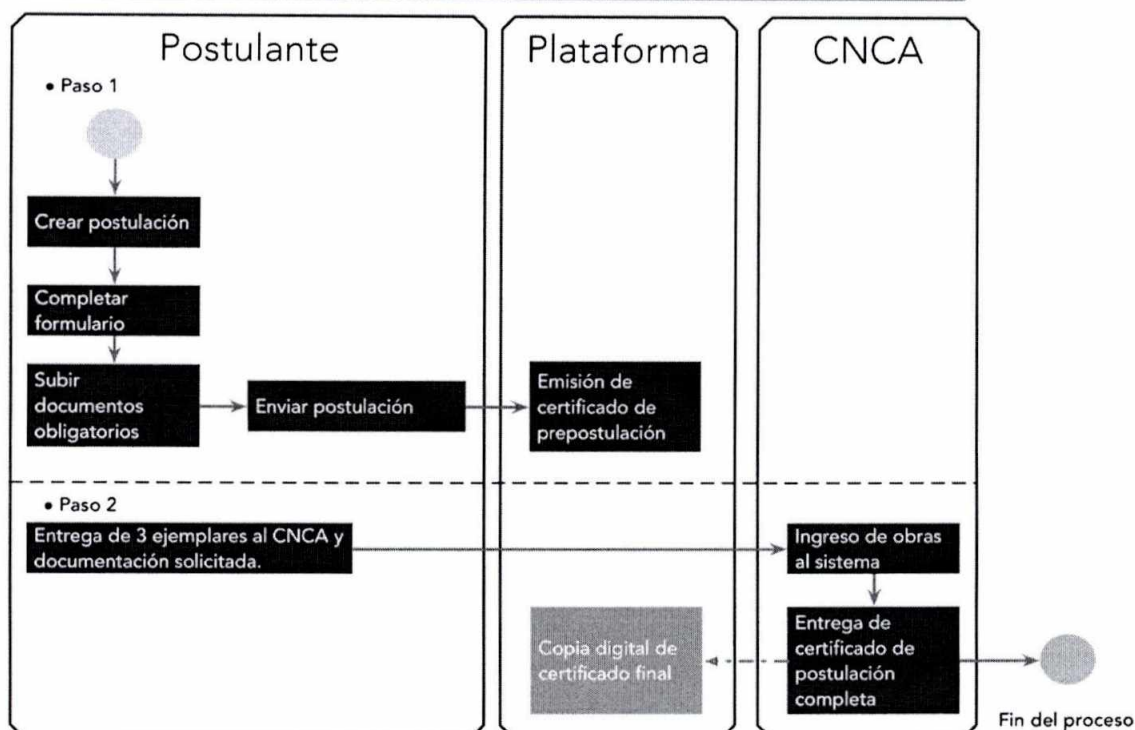 Postulante
Plataforma
CNCA
• Paso 1
Crear postulación
Completar
formulario
Subir
documentos
obligatorios
Enviar postulación
Emisión de
certificado de
prepostulación
• Paso 2
Entrega de 3 ejemplares al CNCA y
documentación solicitada.
Ingreso de obras
al sistema
Entrega de
certificado de
postulación
completa
Copia digital de
certificado final
Fin del proceso